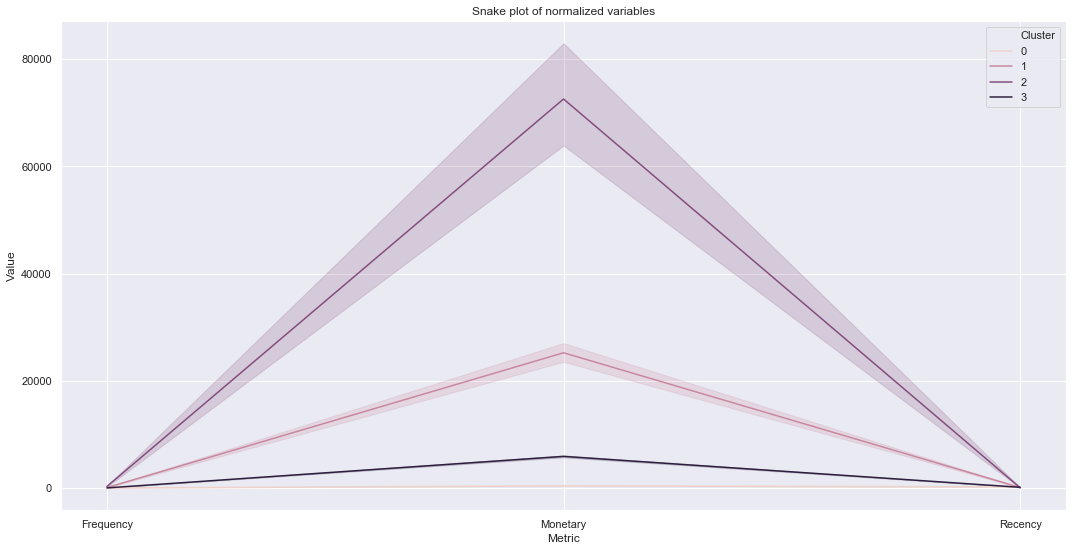 Snake plot of normalized variables
Cluster
0
1
2
3
80000
60000
40000
20000
0
Value
Frequency
Monetary
Recency
Metric